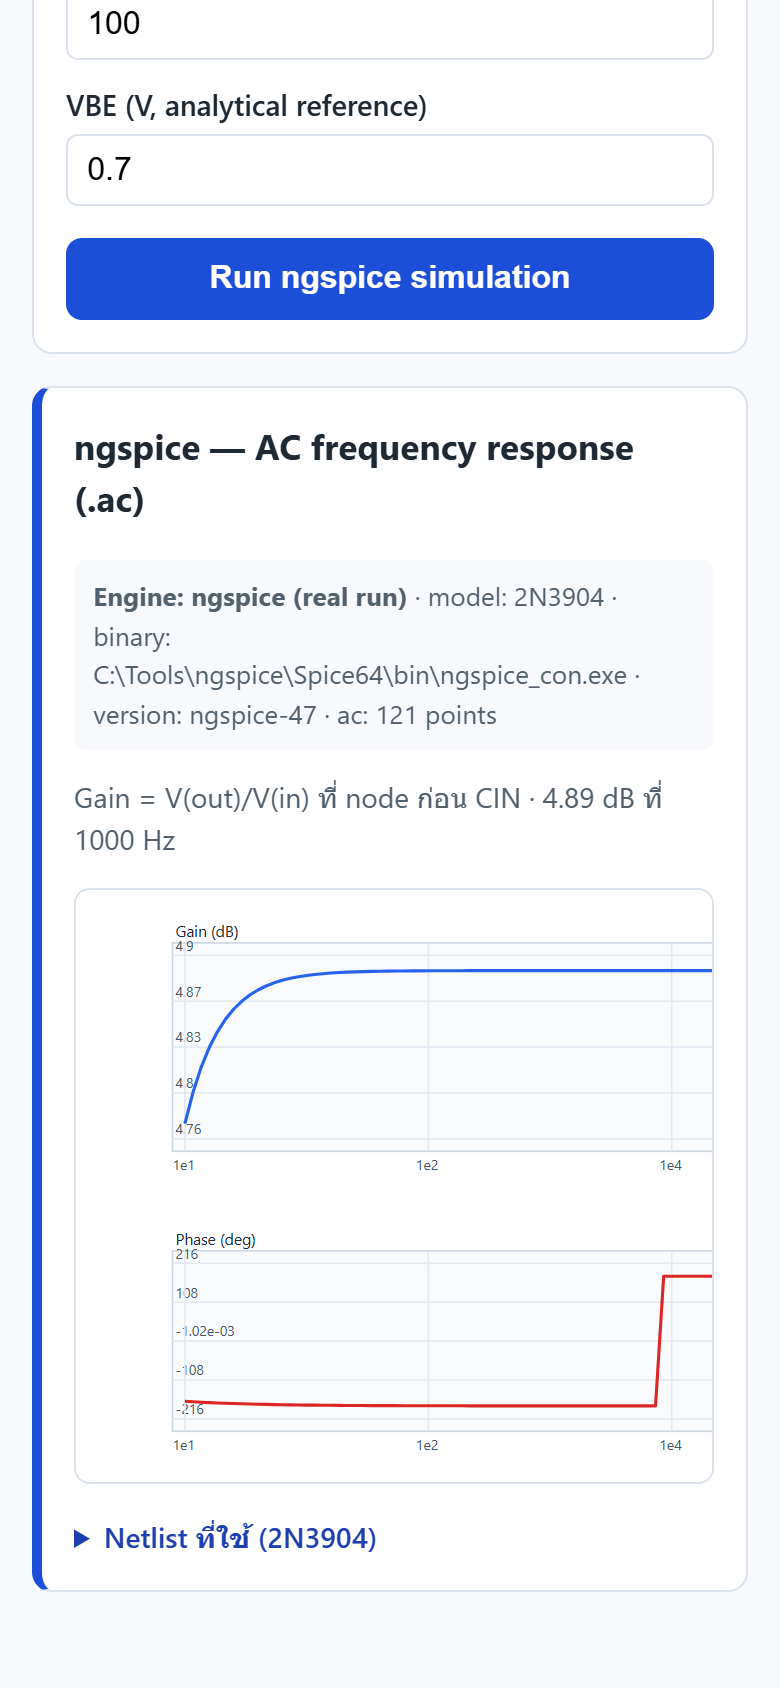 100
VBE (V, analytical reference)
0.7
Run ngspice simulation
ngspice — AC frequency response
(.ac)
Engine: ngspice (real run) · model: 2N3904 ·
binary:
C:\Tools\ngspice\Spice64\bin\ngspice_con.exe ·
version: ngspice-47 · ac: 121 points
Gain = V(out)/V(in) ที่ node ก่อน CIN · 4.89 dB ที่
1000 Hz
Gain (dB)
4.9
4.87
4.83
4.8
4.76
1e1 1e2 1e4
Phase (deg)
216
108
-1.02e-03
-108
-216
1e1 1e2 1e4
▶ Netlist ที่ใช้ (2N3904)